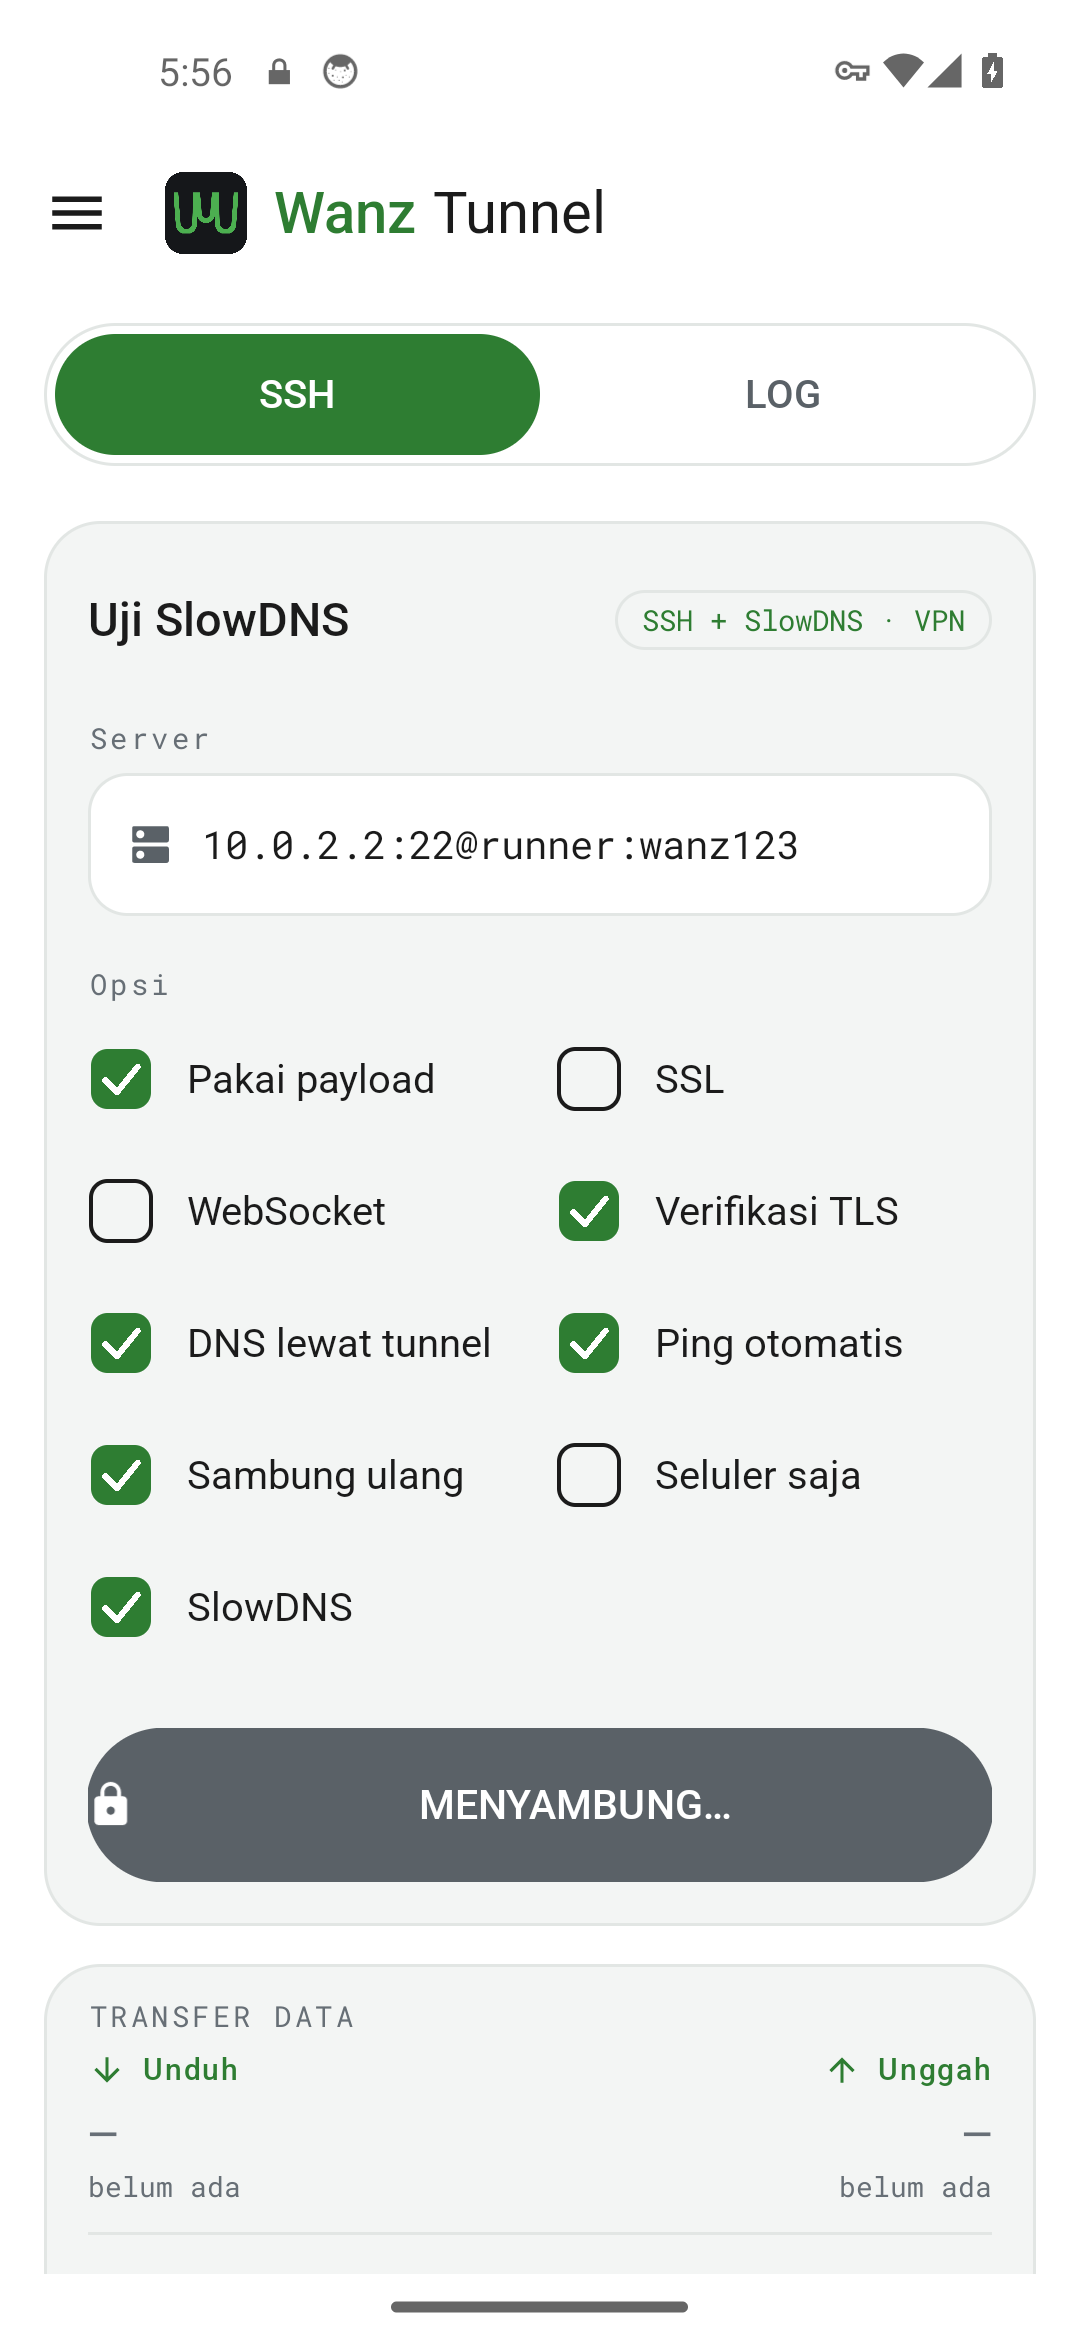 5:56
Wanz Tunnel
SSH
LOG
Uji SlowDNS
SSH + SlowDNS · VPN
Server
10.0.2.2:22@runner:wanz123
Opsi
Pakai payload
SSL
WebSocket
Verifikasi TLS
DNS lewat tunnel
Ping otomatis
Sambung ulang
Seluler saja
SlowDNS
MENYAMBUNG…
TRANSFER DATA
Unduh
Unggah
—
—
belum ada
belum ada